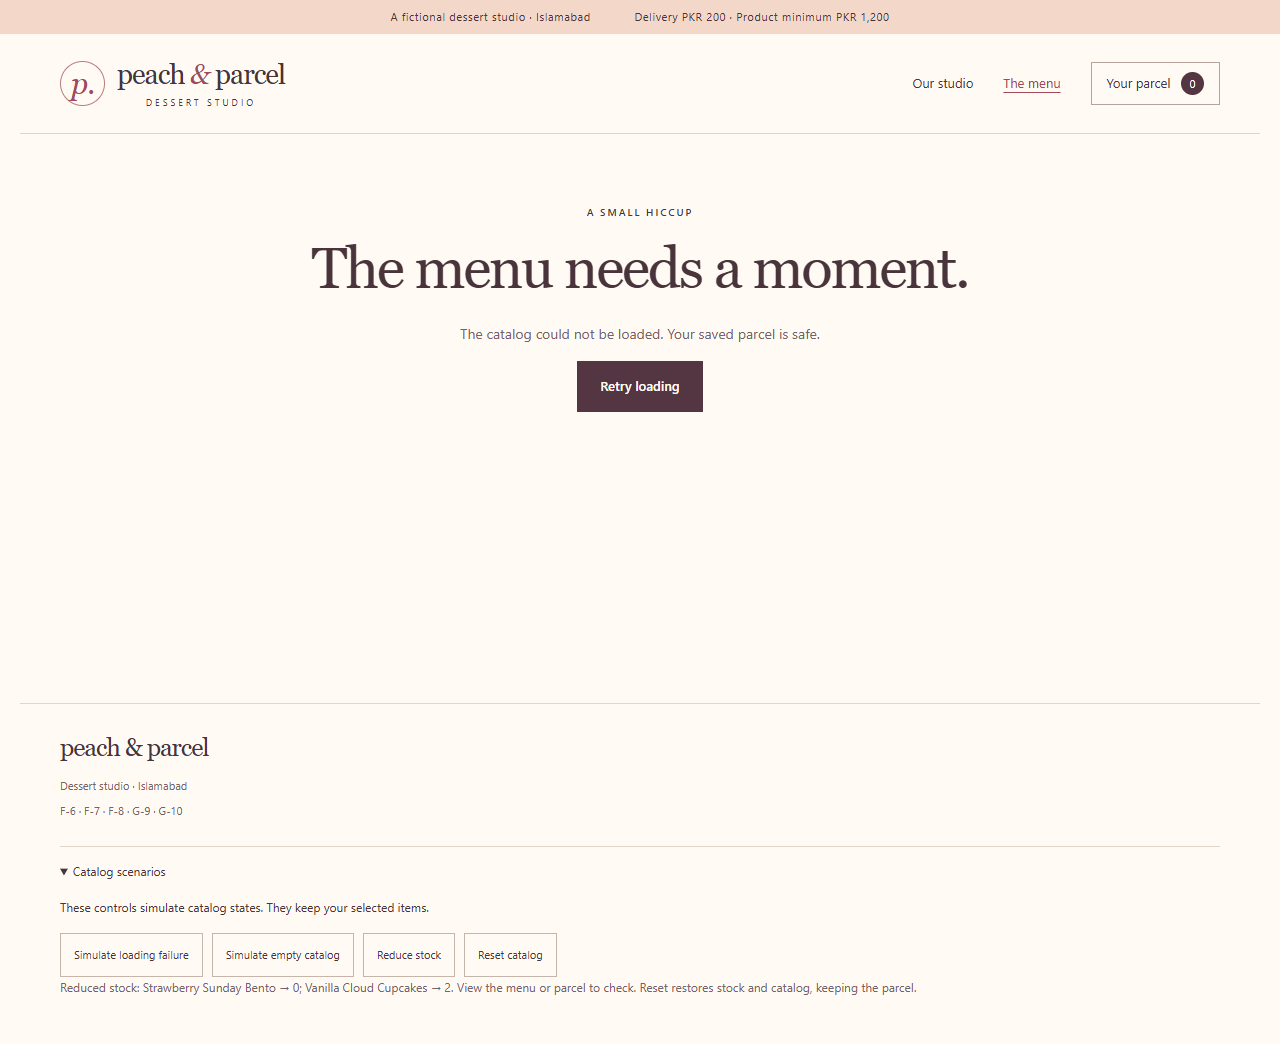 A fictional dessert studio · Islamabad
Delivery PKR 200 · Product minimum PKR 1,200
p.
peach & parcel
DESSERT STUDIO
Our studio
The menu
Your parcel 0
A SMALL HICCUP
The menu needs a moment.
The catalog could not be loaded. Your saved parcel is safe.
Retry loading
peach & parcel
Dessert studio · Islamabad
F-6 · F-7 · F-8 · G-9 · G-10
▼ Catalog scenarios
These controls simulate catalog states. They keep your selected items.
Simulate loading failure
Simulate empty catalog
Reduce stock
Reset catalog
Reduced stock: Strawberry Sunday Bento → 0; Vanilla Cloud Cupcakes → 2. View the menu or parcel to check. Reset restores stock and catalog, keeping the parcel.